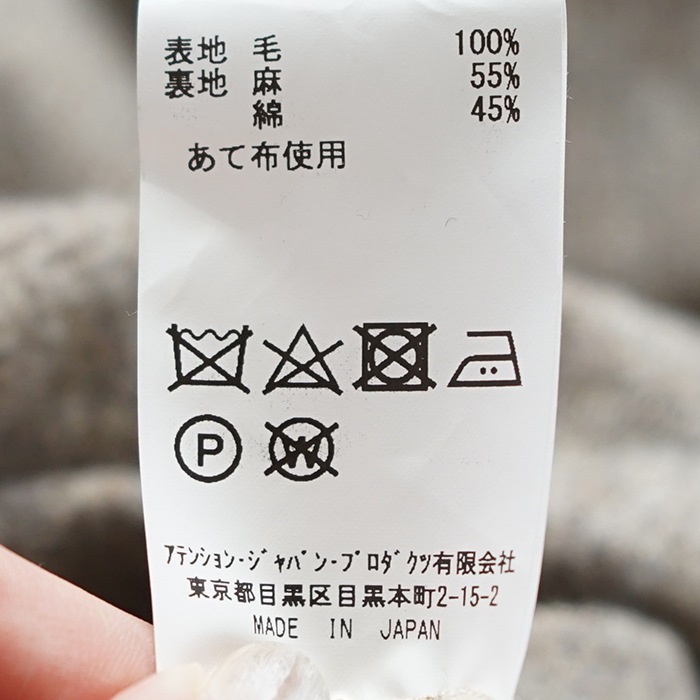 表地 毛 100%
裏地 麻 55%
綿 45%
あて布使用
P W
ｱﾃﾝｼｮﾝ-ｼﾞｬﾊﾟﾝ-ﾌﾟﾛﾀﾞｸﾂ有限会社
東京都目黒区目黒本町2-15-2
MADE IN JAPAN